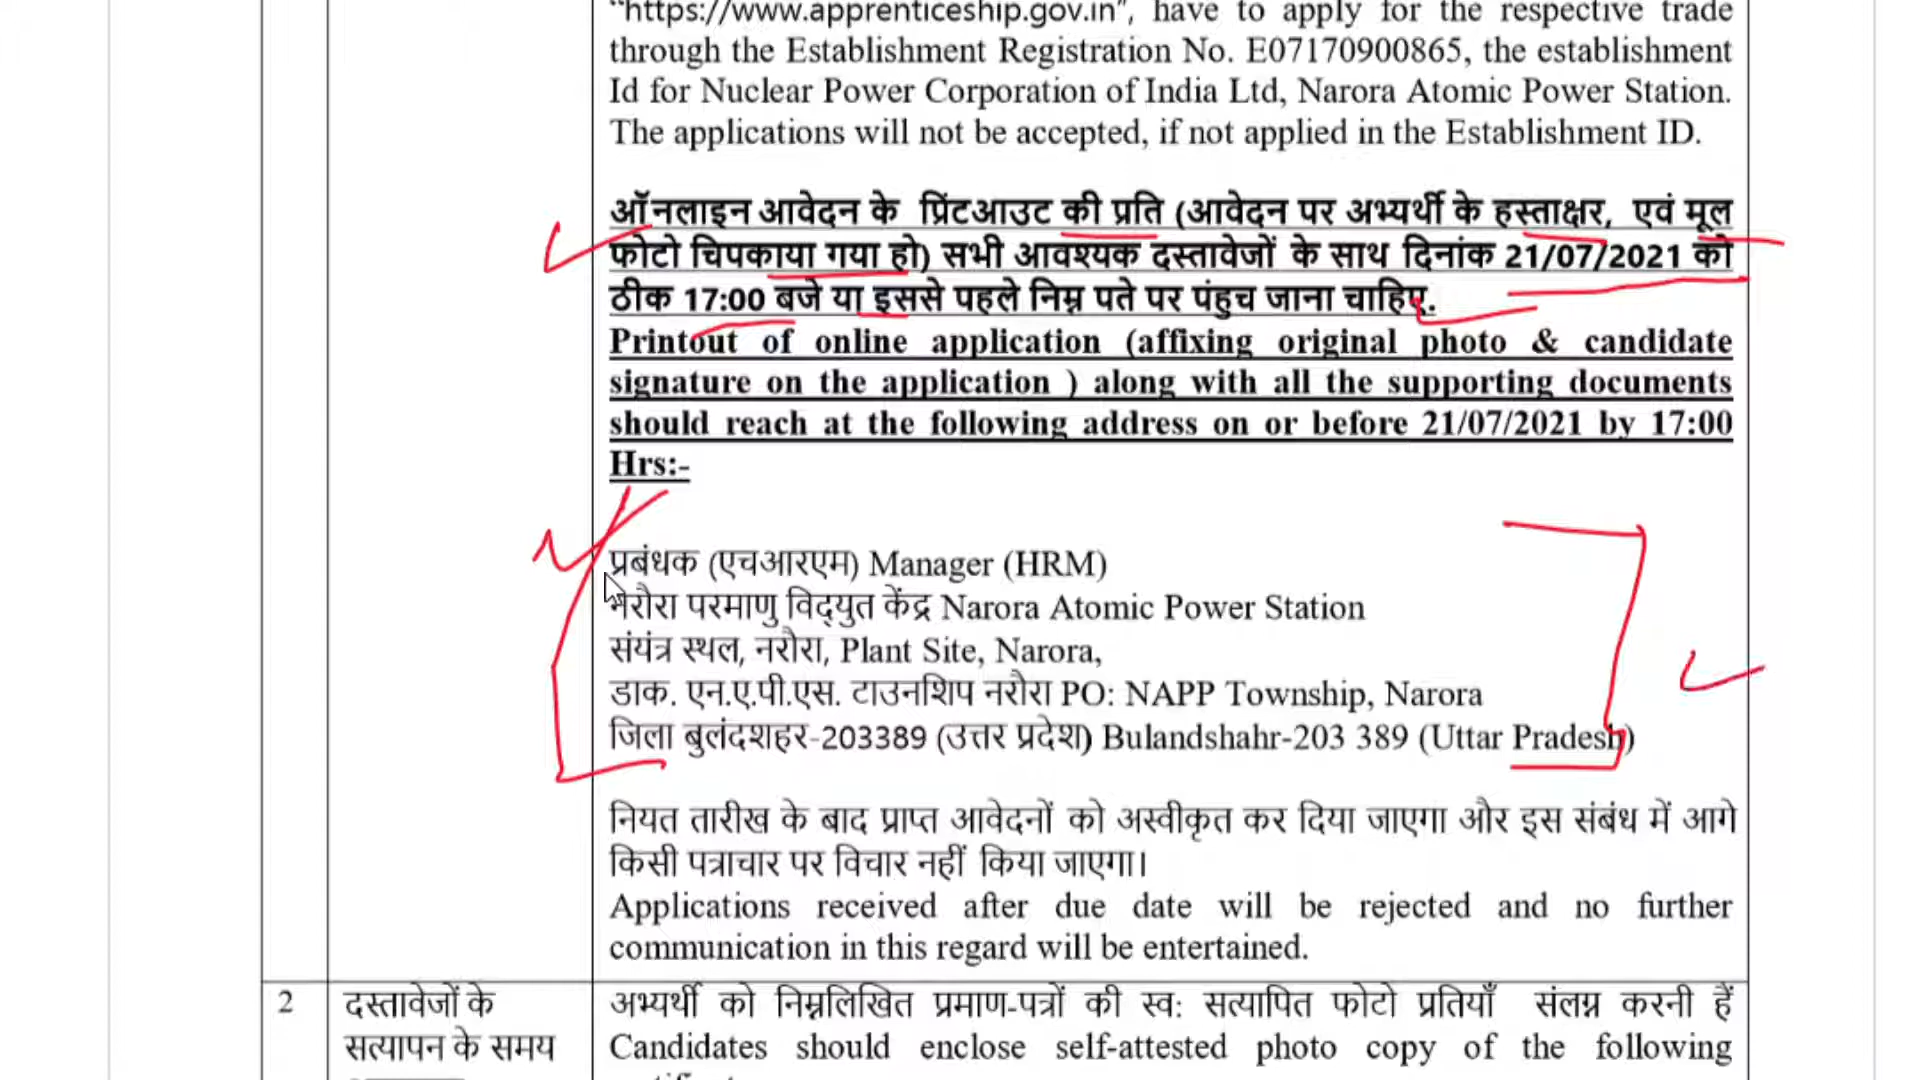 “https://www.apprenticeship.gov.in”, have to apply for the respective trade
through the Establishment Registration No. E07170900865, the establishment
Id for Nuclear Power Corporation of India Ltd, Narora Atomic Power Station.
The applications will not be accepted, if not applied in the Establishment ID.
ऑनलाइन आवेदन के प्रिंटआउट की प्रति (आवेदन पर अभ्यर्थी के हस्ताक्षर, एवं मूल
फोटो चिपकाया गया हो) सभी आवश्यक दस्तावेजों के साथ दिनांक 21/07/2021 को
ठीक 17:00 बजे या इससे पहले निम्न पते पर पंहुच जाना चाहिए.
Printout of online application (affixing original photo & candidate
signature on the application ) along with all the supporting documents
should reach at the following address on or before 21/07/2021 by 17:00
Hrs:-
प्रबंधक (एचआरएम) Manager (HRM)
नरौरा परमाणु विद्युत केंद्र Narora Atomic Power Station
संयंत्र स्थल, नरौरा, Plant Site, Narora,
डाक. एन.ए.पी.एस. टाउनशिप नरौरा PO: NAPP Township, Narora
जिला बुलंदशहर-203389 (उत्तर प्रदेश) Bulandshahr-203 389 (Uttar Pradesh)
नियत तारीख के बाद प्राप्त आवेदनों को अस्वीकृत कर दिया जाएगा और इस संबंध में आगे
किसी पत्राचार पर विचार नहीं किया जाएगा।
Applications received after due date will be rejected and no further
communication in this regard will be entertained.
2
दस्तावेजों के
सत्यापन के समय
अभ्यर्थी को निम्नलिखित प्रमाण-पत्रों की स्व: सत्यापित फोटो प्रतियाँ संलग्न करनी हैं
Candidates should enclose self-attested photo copy of the following